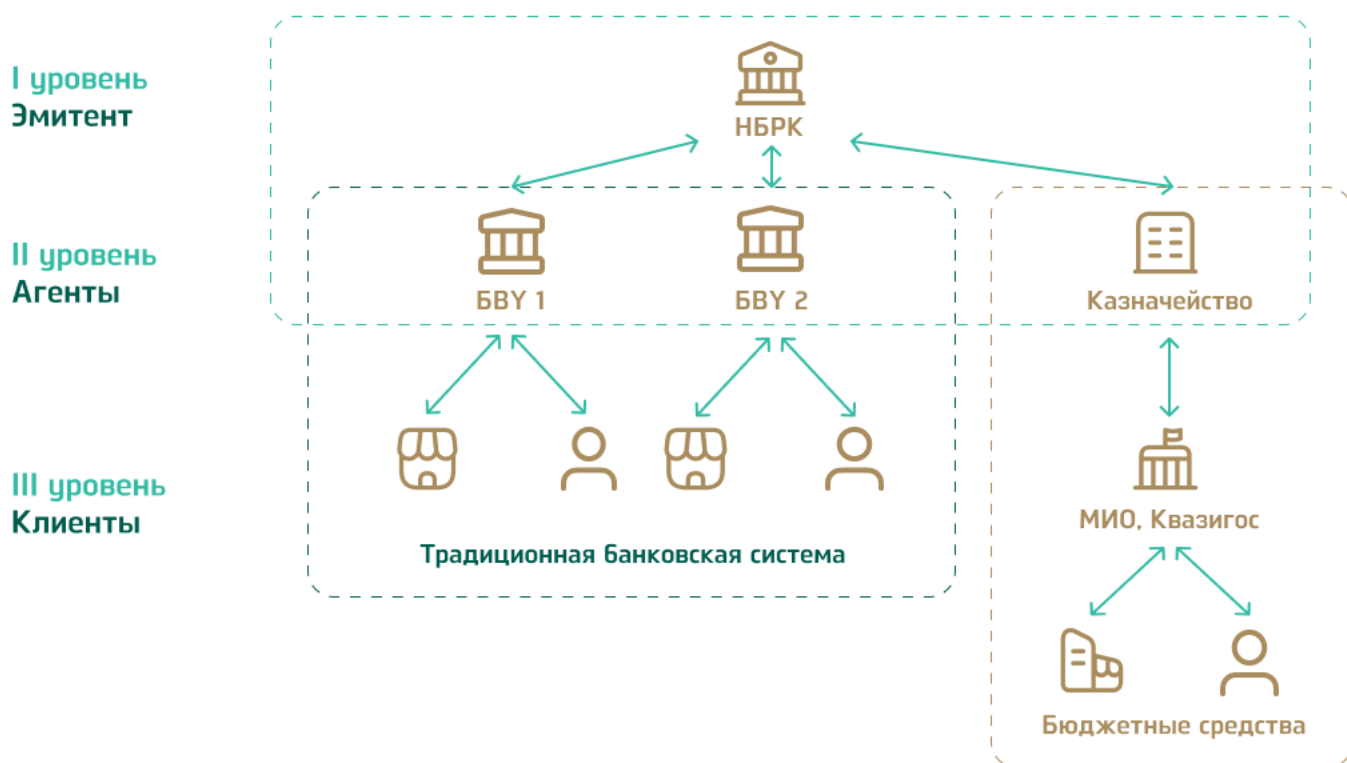 I уровень
Эмитент
НБРК
II уровень
Агенты
БВУ 1
БВУ 2
Казначейство
III уровень
Клиенты
МИО, Квазигос
Традиционная банковская система
Бюджетные средства